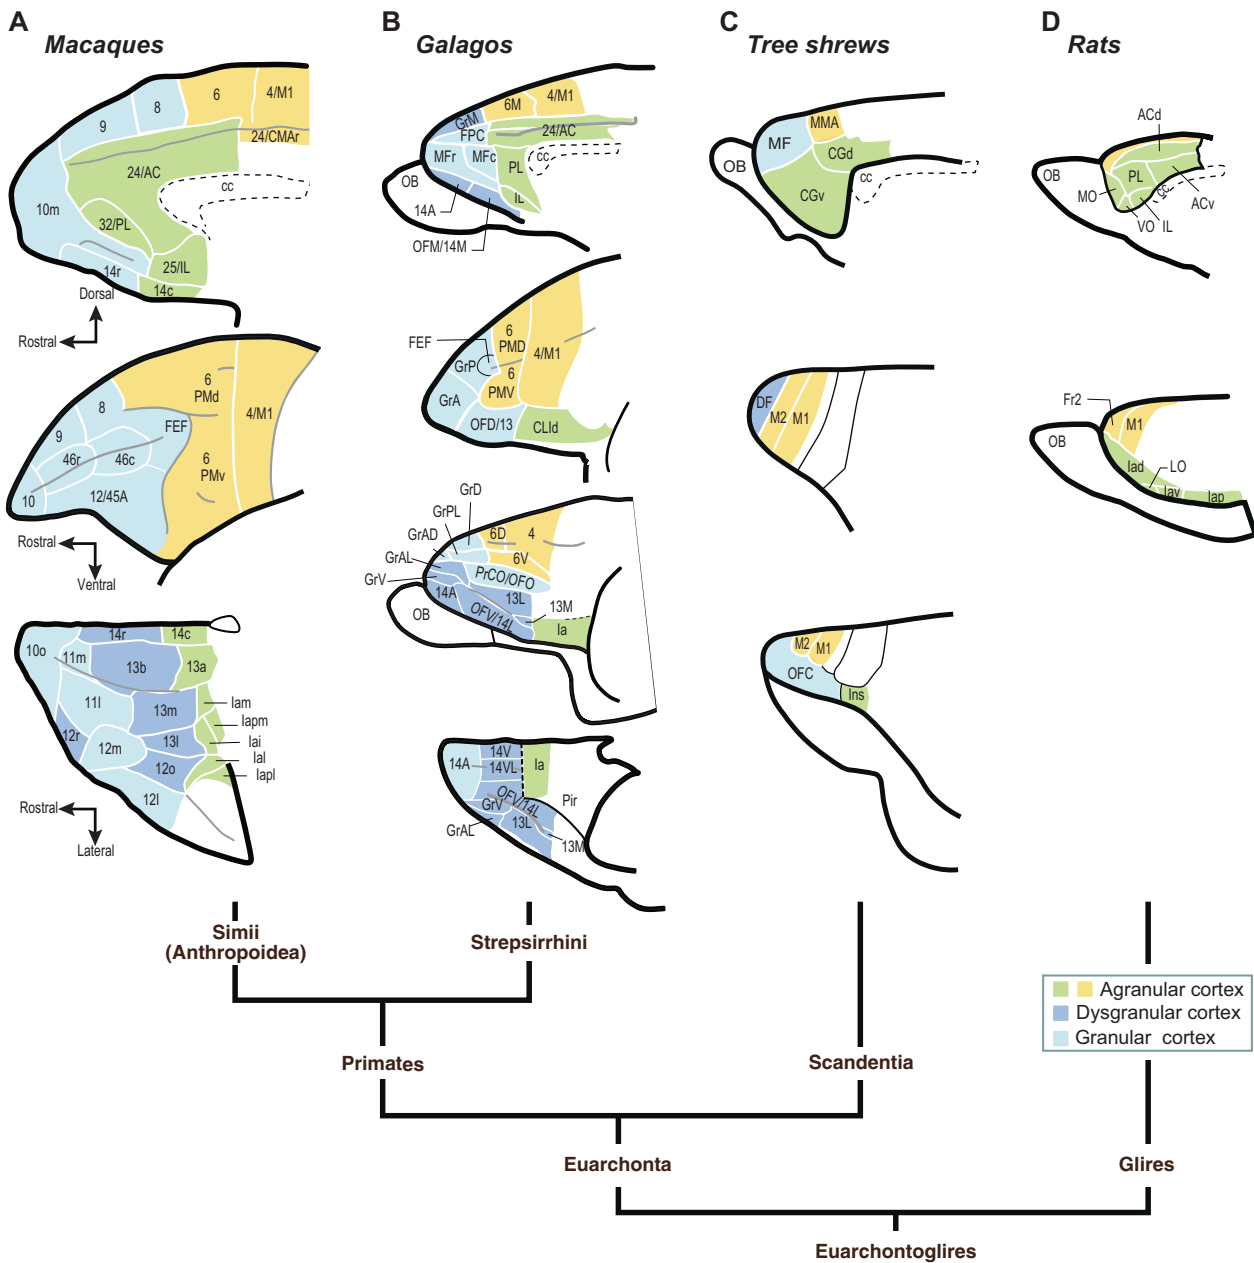 A
Macaques
9
8
6
4/M1
24/CMAr
24/AC
cc
10m
32/PL
14r
25/IL
14c
Dorsal
Rostral
6
PMd
4/M1
8
FEF
9
46r
46c
6
PMv
10
12/45A
Rostral
Ventral
14r
14c
10o
11m
13b
13a
11l
13m
Iam
Iapm
12r
12m
13l
Iai
12o
Ial
Iapl
12l
Rostral
Lateral
B
Galagos
GrM
6M
4/M1
FPC
24/AC
MFr
MFc
PL
cc
OB
IL
14A
OFM/14M
FEF
6
PMD
GrP
4/M1
6
PMV
GrA
OFD/13
CLId
GrD
GrPL
GrAD
6D
4
GrAL
6V
GrV
PrCO/OFO
14A
13L
13M
OB
OFV/14L
Ia
14V
14A
14VL
Ia
OFV/14L
Pir
GrV
13L
GrAL
13M
C
Tree shrews
MMA
MF
OB
CGd
cc
CGv
DF
M2
M1
M2
M1
OFC
Ins
D
Rats
ACd
OB
PL
cc
MO
ACv
VO
IL
Fr2
OB
M1
Iad
LO
Iav
Iap
Simii
(Anthropoidea)
Strepsirrhini
Agranular cortex
Dysgranular cortex
Granular cortex
Primates
Scandentia
Euarchonta
Glires
Euarchontoglires